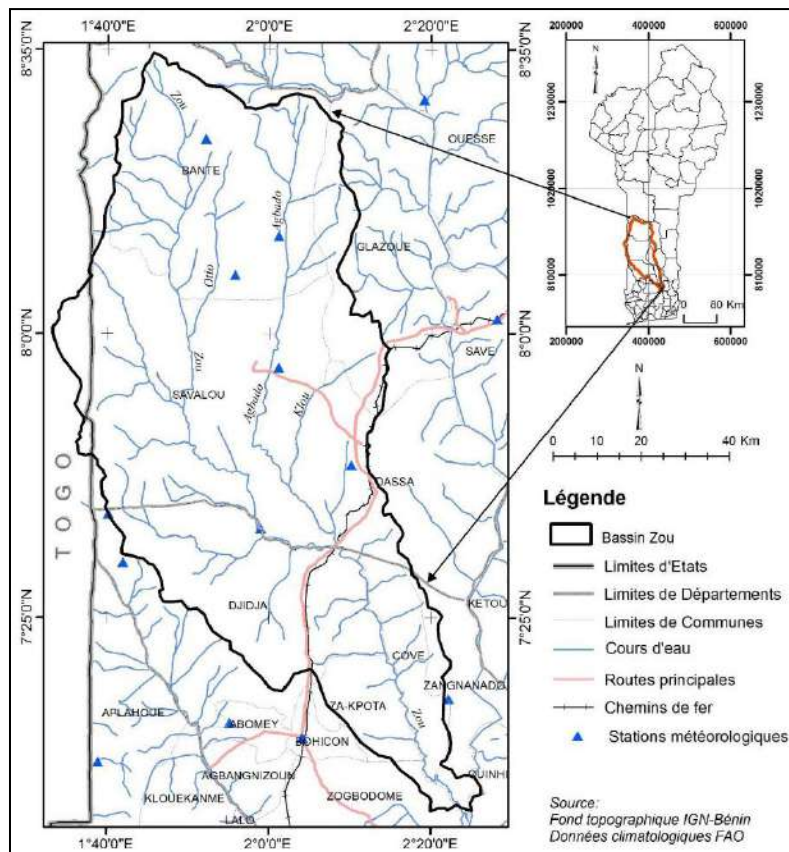 1°40'0"E
2°0'0"E
2°20'0"E
8°35'0"N
8°35'0"N
8°0'0"N
8°0'0"N
7°25'0"N
7°25'0"N
1°40'0"E
2°0'0"E
2°20'0"E
Zou
BANTE
OUESSE
Agbado
GLAZOUE
Otto
SAVE
Zou
SAVALOU
Agbado
Klou
DASSA
TOGO
DJIDJA
KETOU
COVE
ZANGNANADO
ZA-KPOTA
Zou
APLAHOUE
ABOMEY
BOHICON
OUINHI
AGBANGNIZOUN
KLOUEKANME
ZOGBODOME
LALO
200000
400000
600000
N
1230000
1230000
1020000
1020000
810000
810000
0
80 Km
200000
400000
600000
N
0
10
20
40 Km
Légende
Bassin Zou
Limites d'Etats
Limites de Départements
Limites de Communes
Cours d'eau
Routes principales
Chemins de fer
Stations météorologiques
Source:
Fond topographique IGN-Bénin
Données climatologiques FAO